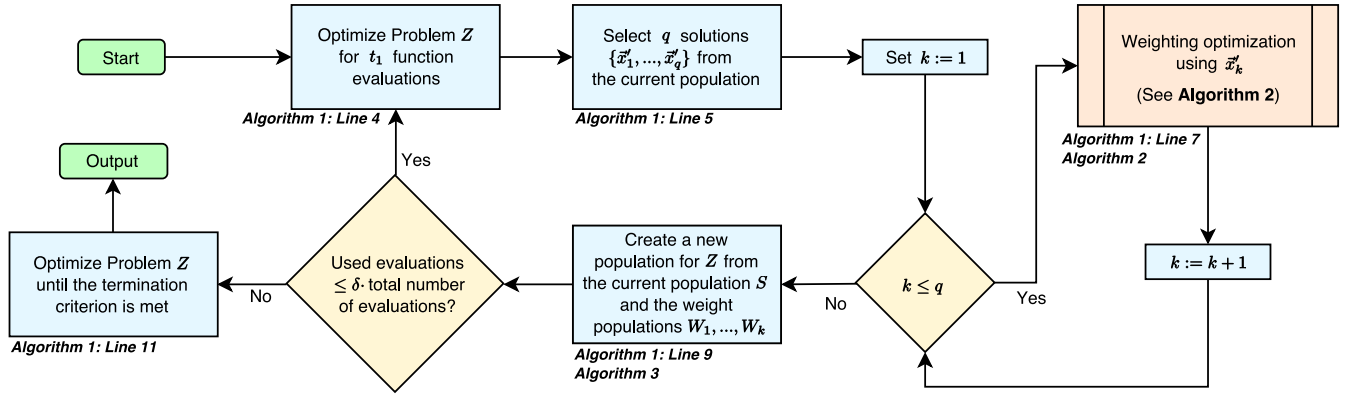 Start
Optimize Problem Z
for t₁ function
evaluations
Algorithm 1: Line 4
Select q solutions
{x⃗′₁,...,x⃗′q} from
the current population
Algorithm 1: Line 5
Set k := 1
Weighting optimization
using x⃗′ₖ
(See Algorithm 2)
Algorithm 1: Line 7
Algorithm 2
k := k + 1
k ≤ q
Yes
No
Create a new
population for Z from
the current population S
and the weight
populations W₁, ..., Wₖ
Algorithm 1: Line 9
Algorithm 3
Used evaluations
≤ δ· total number
of evaluations?
Yes
No
Optimize Problem Z
until the termination
criterion is met
Algorithm 1: Line 11
Output